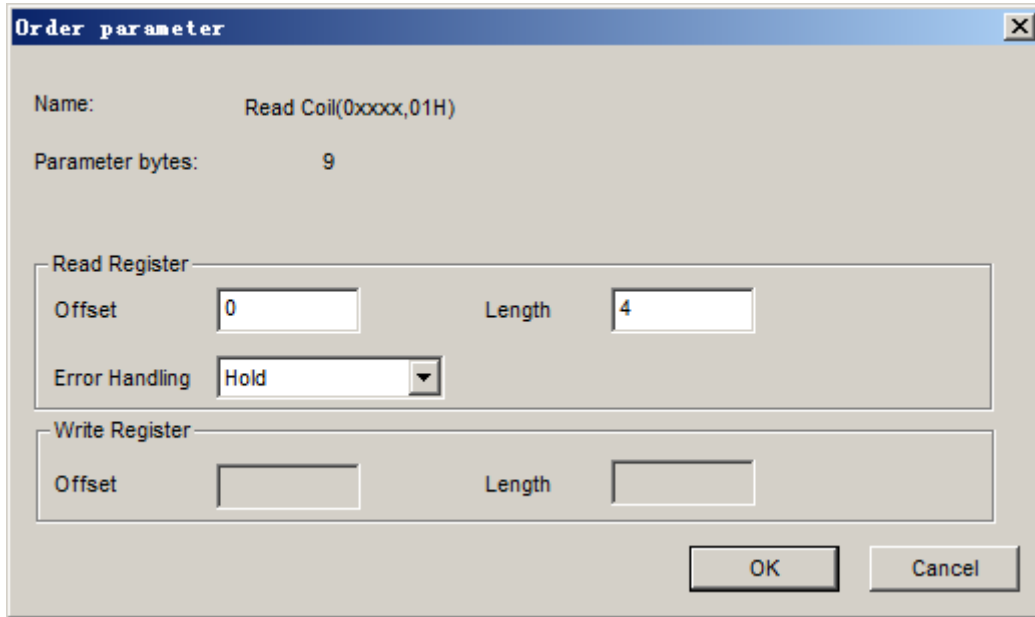 Order parameter
Name: Read Coil(0xxxx,01H)
Parameter bytes: 9
Read Register
Offset 0 Length 4
Error Handling Hold
Write Register
Offset Length
OK Cancel